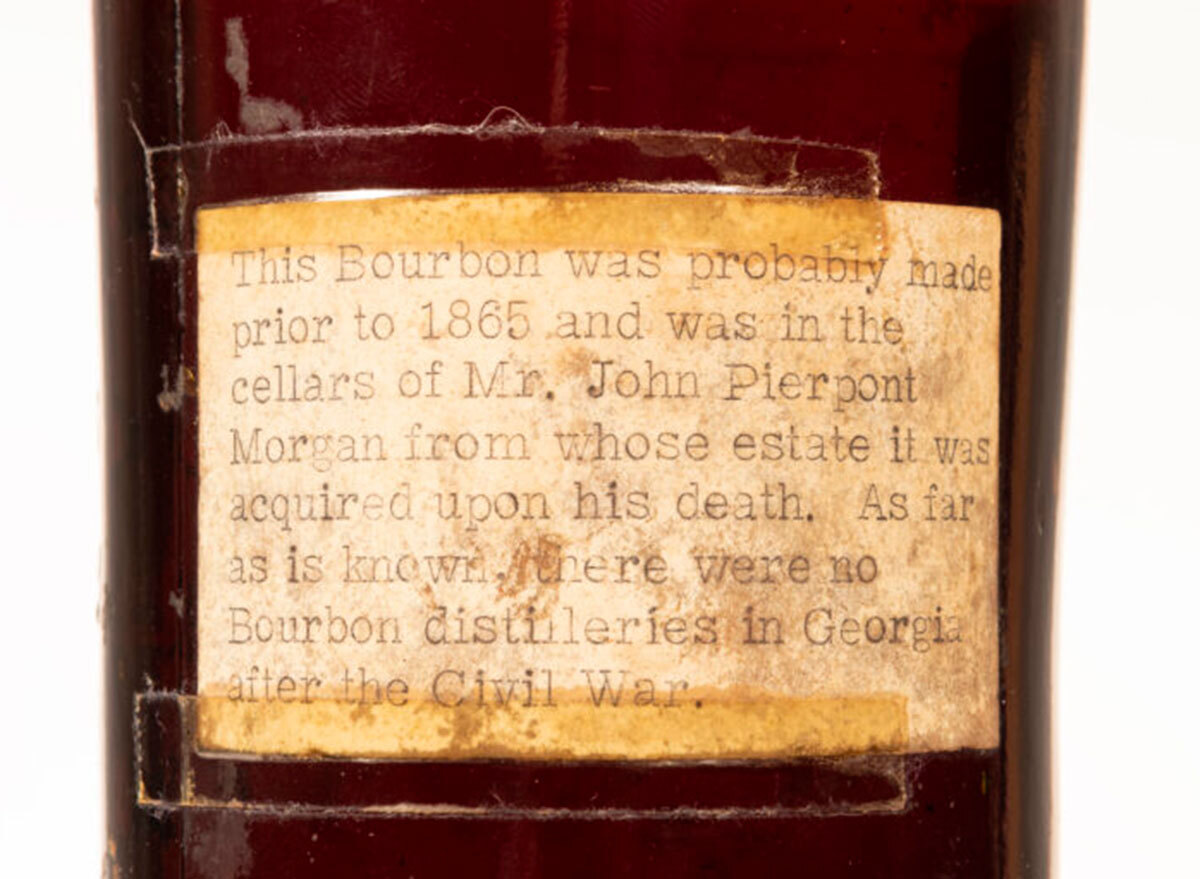 This Bourbon was probably made
prior to 1865 and was in the
cellars of Mr. John Pierpont
Morgan from whose estate it was
acquired upon his death. As far
as is known, there were no
Bourbon distilleries in Georgia
after the Civil War.